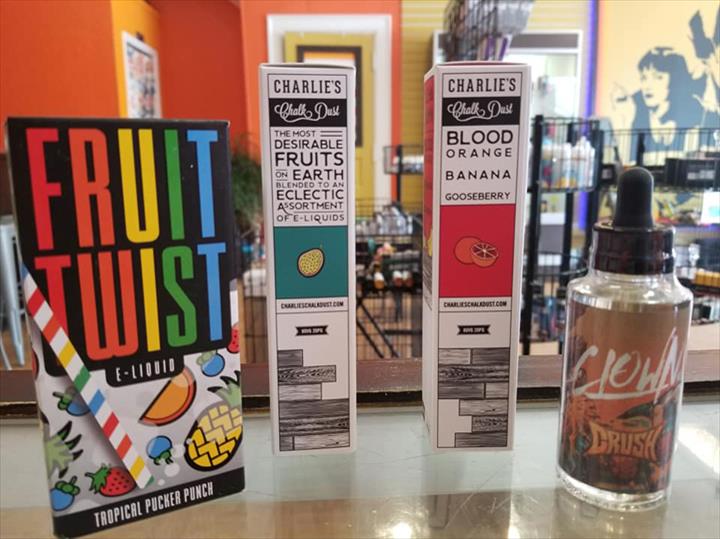 FRUIT
TWIST
E-LIQUID
TROPICAL PUCKER PUNCH
CHARLIE'S
Chalk Dust
THE MOST
DESIRABLE
FRUITS
ON EARTH
BLENDED TO AN
ECLECTIC
ASSORTMENT
OF E-LIQUIDS
CHARLIESCHALKDUST.COM
CHARLIE'S
Chalk Dust
BLOOD
ORANGE
BANANA
GOOSEBERRY
CHARLIESCHALKDUST.COM
CLOWN
CRUSH